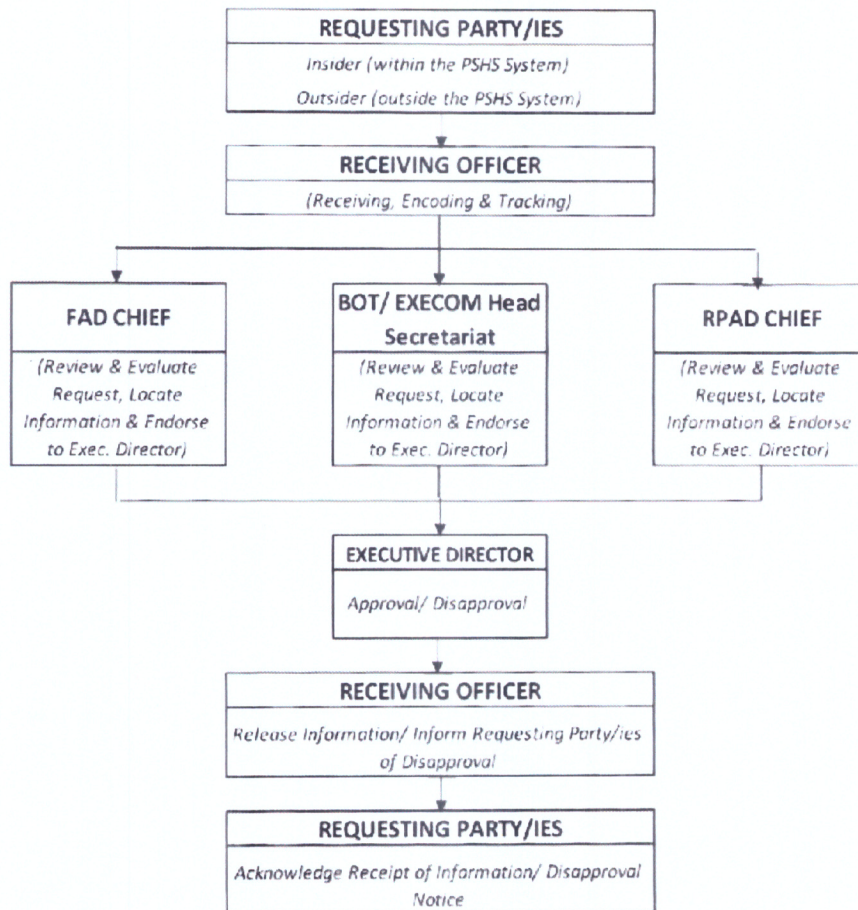 REQUESTING PARTY/IES
Insider (within the PSHS System)
Outsider (outside the PSHS System)
RECEIVING OFFICER
(Receiving, Encoding & Tracking)
FAD CHIEF
(Review & Evaluate
Request, Locate
Information & Endorse
to Exec. Director)
BOT/ EXECOM Head
Secretariat
(Review & Evaluate
Request, Locate
Information & Endorse
to Exec. Director)
RPAD CHIEF
(Review & Evaluate
Request, Locate
Information & Endorse
to Exec. Director)
EXECUTIVE DIRECTOR
Approval/ Disapproval
RECEIVING OFFICER
Release Information/ Inform Requesting Party/ies
of Disapproval
REQUESTING PARTY/IES
Acknowledge Receipt of Information/ Disapproval
Notice